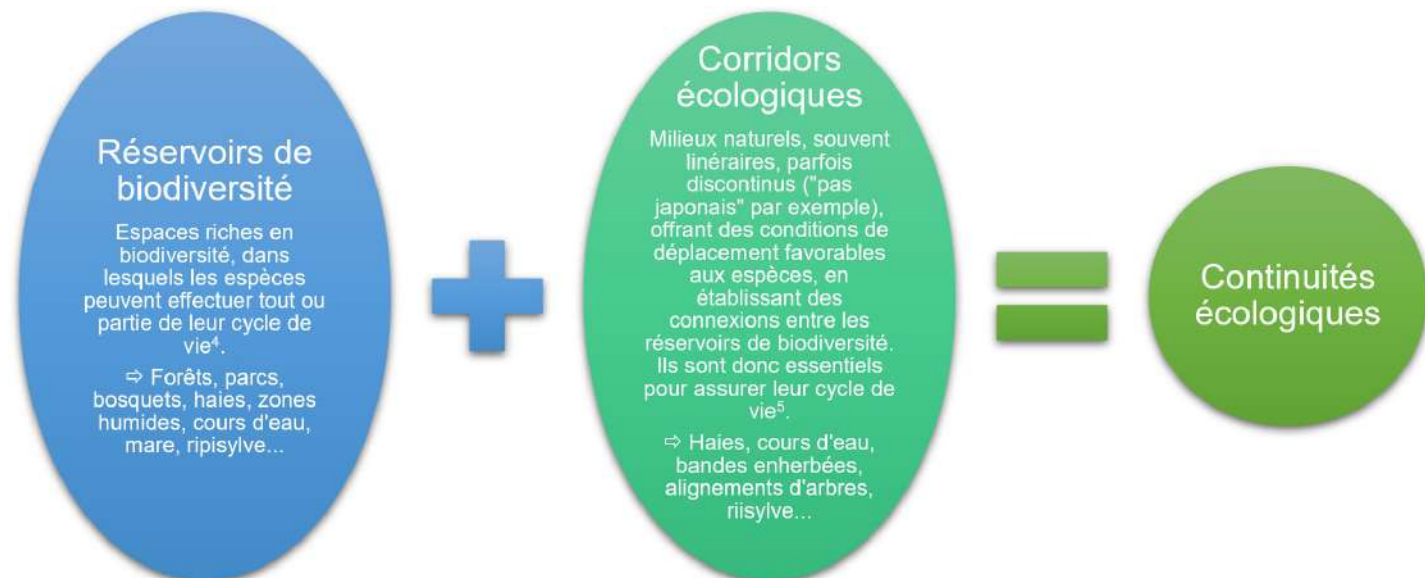 Réservoirs de
biodiversité
Espaces riches en
biodiversité, dans
lesquels les espèces
peuvent effectuer tout ou
partie de leur cycle de
vie⁴.
⇨ Forêts, parcs,
bosquets, haies, zones
humides, cours d'eau,
mare, ripisylve...
Corridors
écologiques
Milieux naturels, souvent
linéraires, parfois
discontinus ("pas
japonais" par exemple),
offrant des conditions de
déplacement favorables
aux espèces, en
établissant des
connexions entre les
réservoirs de biodiversité.
Ils sont donc essentiels
pour assurer leur cycle de
vie⁵.
⇨ Haies, cours d'eau,
bandes enherbées,
alignements d'arbres,
riisylve...
Continuités
écologiques